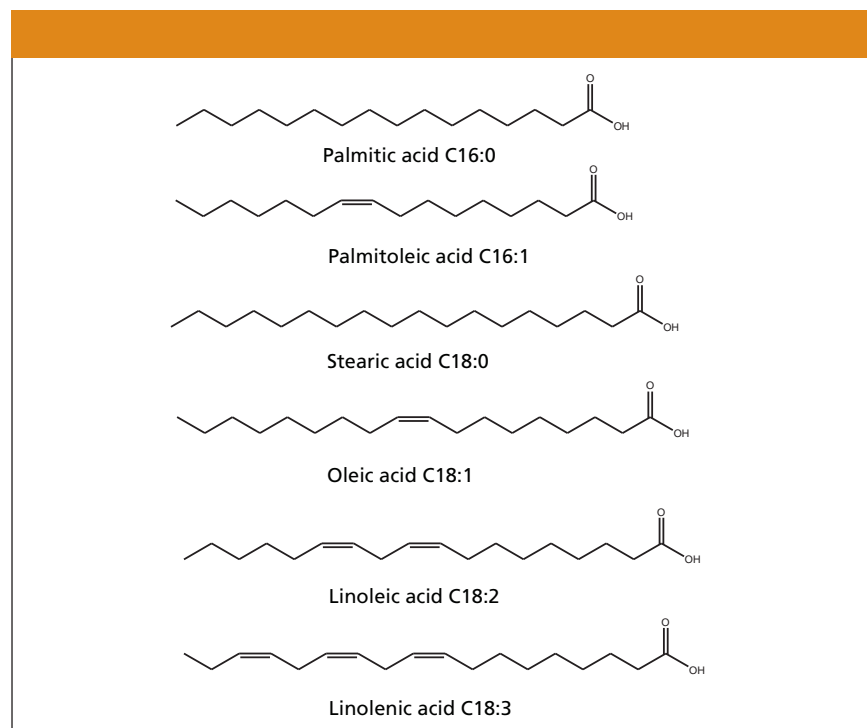 O
OH
Palmitic acid C16:0
O
OH
Palmitoleic acid C16:1
O
OH
Stearic acid C18:0
O
OH
Oleic acid C18:1
O
OH
Linoleic acid C18:2
O
OH
Linolenic acid C18:3